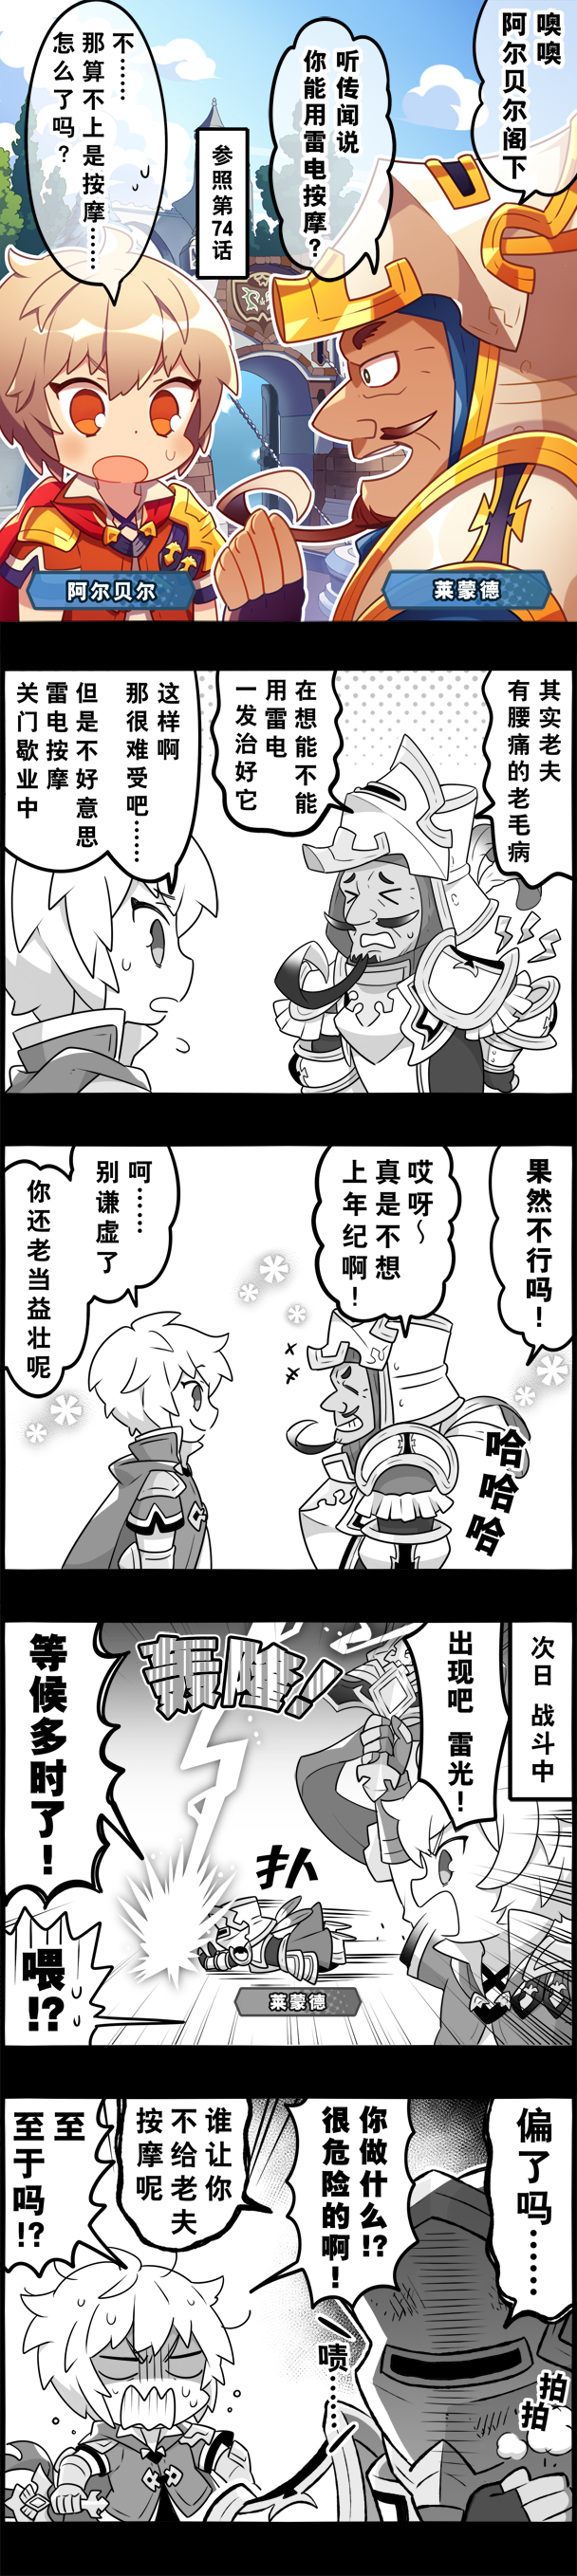 噢噢
阿尔贝尔阁下
听传闻说
你能用雷电按摩？
参照第74话
不……
那算不上是按摩……
怎么了吗？
阿尔贝尔
莱蒙德
其实老夫
有腰痛的老毛病
在想能不能
用雷电
一发治好它
这样啊
那很难受吧……
但是不好意思
雷电按摩
关门歇业中
果然不行吗！
哎呀～
真是不想
上年纪啊！
哈哈哈
呵……
别谦虚了
你还老当益壮呢
次日 战斗中
出现吧 雷光！
轰隆！
扑
等候多时了！
莱蒙德
喂!?
偏了吗……
你做什么!?
很危险的啊！
啧……
拍拍
谁让你
不给老夫
按摩呢
至
至于吗!?